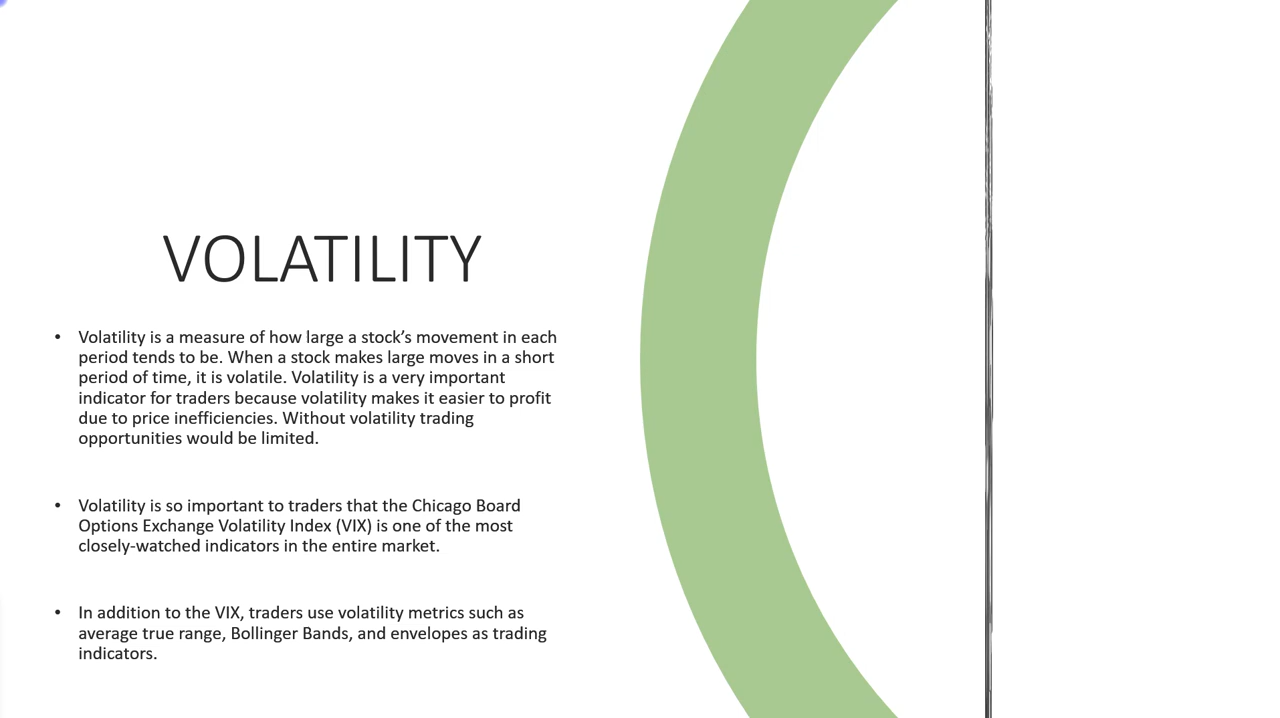 VOLATILITY
• Volatility is a measure of how large a stock’s movement in each
period tends to be. When a stock makes large moves in a short
period of time, it is volatile. Volatility is a very important
indicator for traders because volatility makes it easier to profit
due to price inefficiencies. Without volatility trading
opportunities would be limited.
• Volatility is so important to traders that the Chicago Board
Options Exchange Volatility Index (VIX) is one of the most
closely-watched indicators in the entire market.
• In addition to the VIX, traders use volatility metrics such as
average true range, Bollinger Bands, and envelopes as trading
indicators.